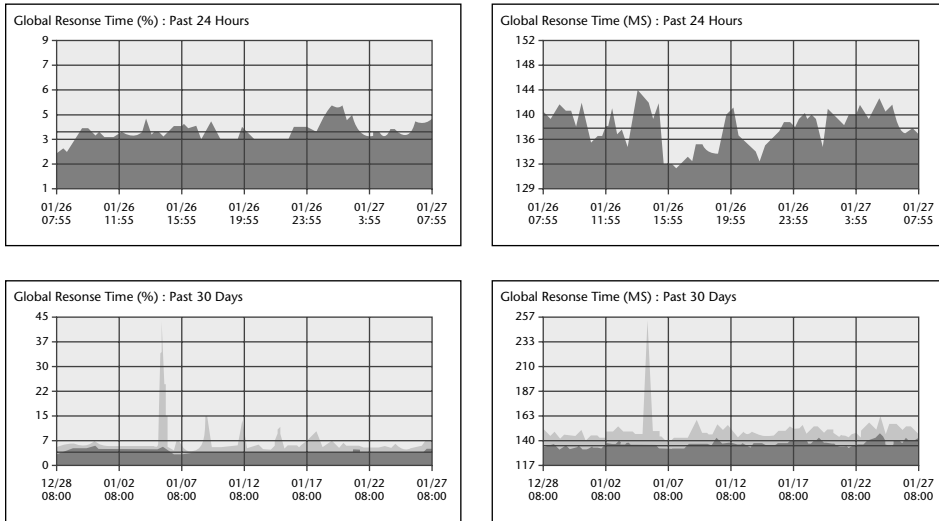 Global Resonse Time (%) : Past 24 Hours
9
7
6
5
3
2
1
01/26 01/26 01/26 01/26 01/26 01/27 01/27
07:55 11:55 15:55 19:55 23:55 3:55 07:55
Global Resonse Time (MS) : Past 24 Hours
152
148
144
140
136
132
129
01/26 01/26 01/26 01/26 01/26 01/27 01/27
07:55 11:55 15:55 19:55 23:55 3:55 07:55
Global Resonse Time (%) : Past 30 Days
45
37
30
22
15
7
0
12/28 01/02 01/07 01/12 01/17 01/22 01/27
08:00 08:00 08:00 08:00 08:00 08:00 08:00
Global Resonse Time (MS) : Past 30 Days
257
233
210
187
163
140
117
12/28 01/02 01/07 01/12 01/17 01/22 01/27
08:00 08:00 08:00 08:00 08:00 08:00 08:00